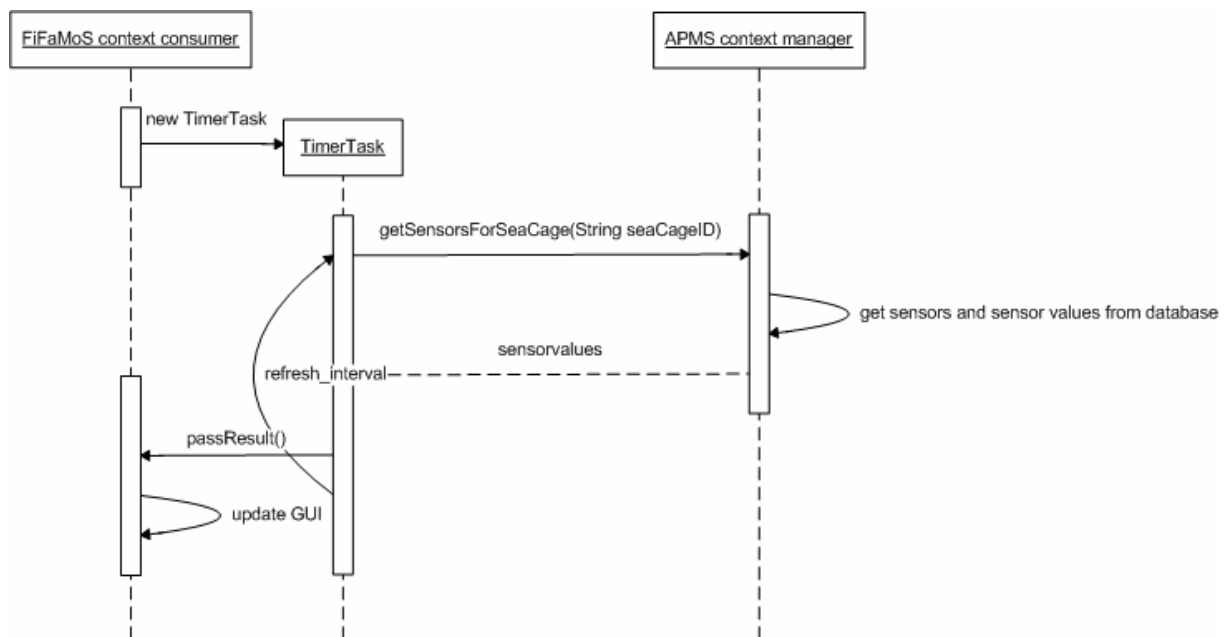 FiFaMoS context consumer
APMS context manager
new TimerTask
TimerTask
getSensorsForSeaCage(String seaCageID)
get sensors and sensor values from database
sensorvalues
refresh_interval
passResult()
update GUI